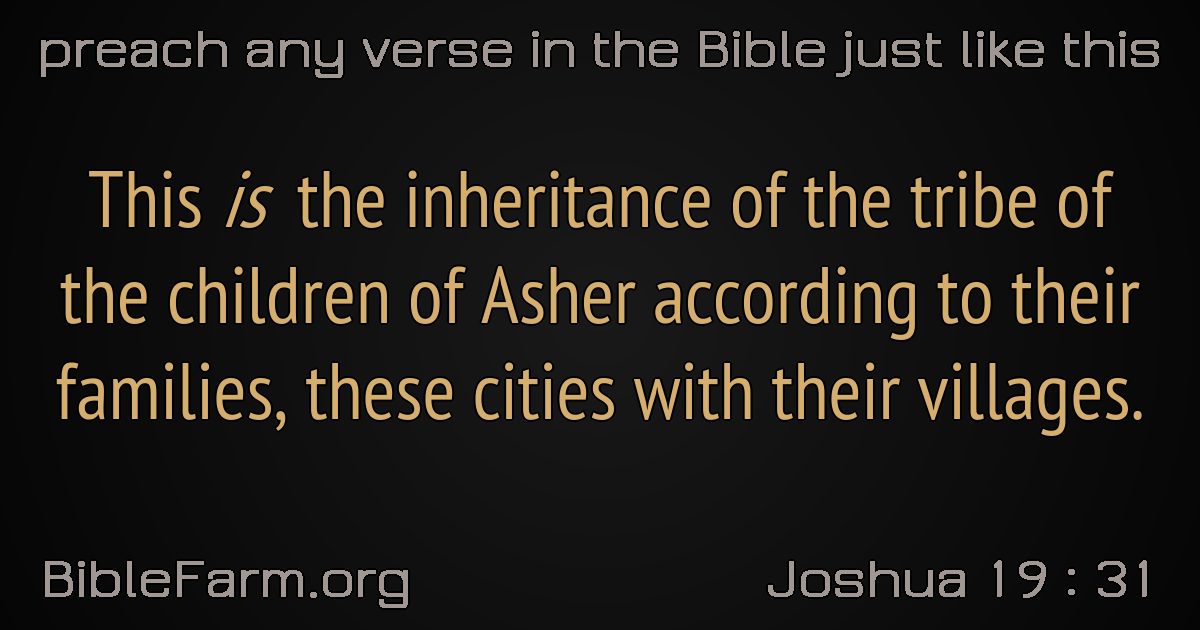 preach any verse in the Bible just like this
This is the inheritance of the tribe of
the children of Asher according to their
families, these cities with their villages.
BibleFarm.org
Joshua 19 : 31